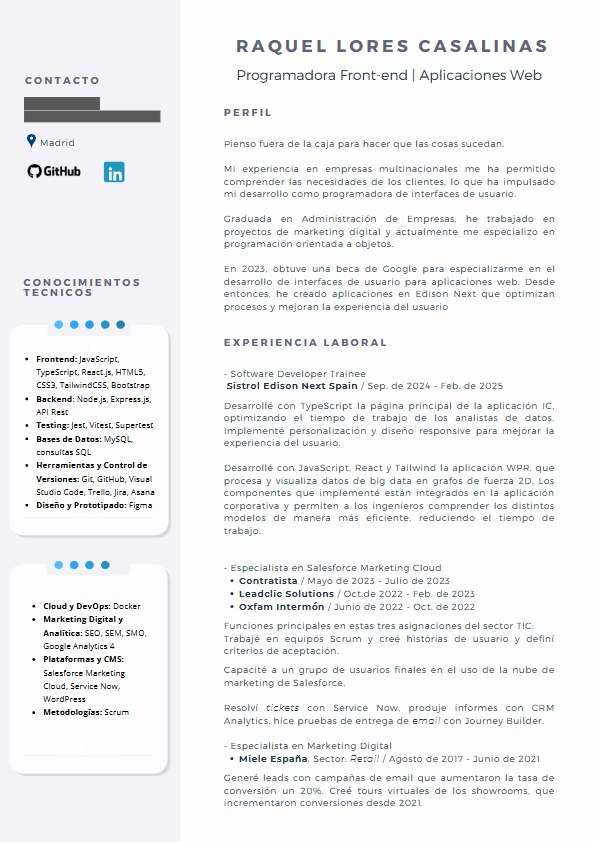 RAQUEL LORES CASALINAS
Programadora Front-end | Aplicaciones Web
CONTACTO
Madrid
GitHub
in
CONOCIMIENTOS
TECNICOS
• Frontend: JavaScript,
TypeScript, React.js, HTML5,
CSS3, TailwindCSS, Bootstrap
• Backend: Node.js, Express.js,
API Rest
• Testing: Jest, Vitest, Supertest
• Bases de Datos: MySQL,
consultas SQL
• Herramientas y Control de
Versiones: Git, GitHub, Visual
Studio Code, Trello, Jira, Asana
• Diseño y Prototipado: Figma
• Cloud y DevOps: Docker
• Marketing Digital y
Analítica: SEO, SEM, SMO,
Google Analytics 4
• Plataformas y CMS:
Salesforce Marketing
Cloud, Service Now,
WordPress
• Metodologías: Scrum
PERFIL
Pienso fuera de la caja para hacer que las cosas sucedan.
Mi experiencia en empresas multinacionales me ha permitido
comprender las necesidades de los clientes, lo que ha impulsado
mi desarrollo como programadora de interfaces de usuario.
Graduada en Administración de Empresas, he trabajado en
proyectos de marketing digital y actualmente me especializo en
programación orientada a objetos.
En 2023, obtuve una beca de Google para especializarme en el
desarrollo de interfaces de usuario para aplicaciones web. Desde
entonces, he creado aplicaciones en Edison Next que optimizan
procesos y mejoran la experiencia del usuario
EXPERIENCIA LABORAL
- Software Developer Trainee
Sistrol Edison Next Spain / Sep. de 2024 - Feb. de 2025
Desarrollé con TypeScript la página principal de la aplicación IC,
optimizando el tiempo de trabajo de los analistas de datos.
Implementé personalización y diseño responsive para mejorar la
experiencia del usuario.
Desarrollé con JavaScript, React y Tailwind la aplicación WPR, que
procesa y visualiza datos de big data en grafos de fuerza 2D. Los
componentes que implementé están integrados en la aplicación
corporativa y permiten a los ingenieros comprender los distintos
modelos de manera más eficiente, reduciendo el tiempo de
trabajo.
- Especialista en Salesforce Marketing Cloud
• Contratista / Mayo de 2023 - Julio de 2023
• Leadclic Solutions / Oct.de 2022 - Feb. de 2023
• Oxfam Intermón / Junio de 2022 - Oct. de 2022
Funciones principales en estas tres asignaciones del sector TIC:
Trabajé en equipos Scrum y creé historias de usuario y definí
criterios de aceptación.
Capacité a un grupo de usuarios finales en el uso de la nube de
marketing de Salesforce.
Resolví tickets con Service Now, produje informes con CRM
Analytics, hice pruebas de entrega de email con Journey Builder.
- Especialista en Marketing Digital
• Miele España. Sector: Retail / Agosto de 2017 - Junio de 2021
Generé leads con campañas de email que aumentaron la tasa de
conversión un 20%. Creé tours virtuales de los showrooms, que
incrementaron conversiones desde 2021.